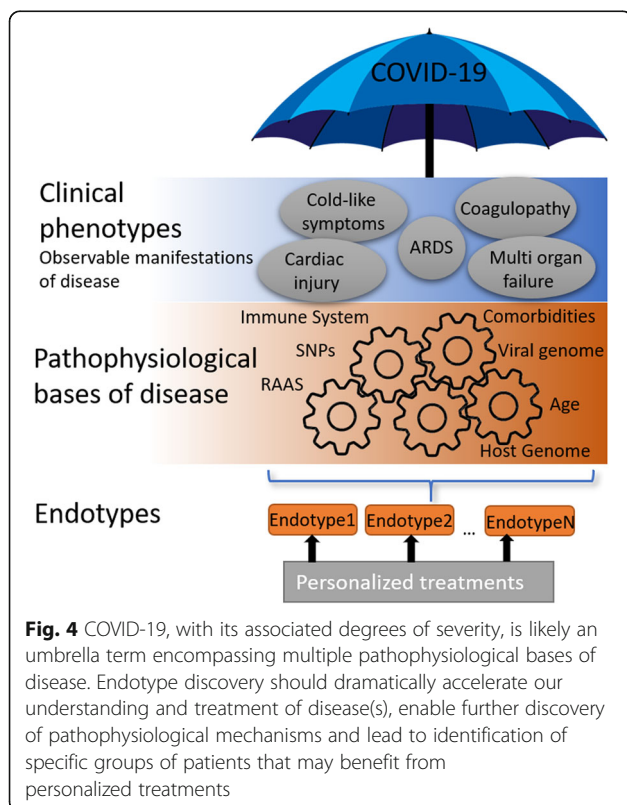 COVID-19
Clinical
phenotypes
Observable manifestations
of disease
Cold-like
symptoms
Coagulopathy
ARDS
Cardiac
injury
Multi organ
failure
Pathophysiological
bases of disease
Immune System
Comorbidities
SNPs
Viral genome
RAAS
Age
Host Genome
Endotypes
Endotype1 Endotype2 ... EndotypeN
Personalized treatments
Fig. 4 COVID-19, with its associated degrees of severity, is likely an
umbrella term encompassing multiple pathophysiological bases of
disease. Endotype discovery should dramatically accelerate our
understanding and treatment of disease(s), enable further discovery
of pathophysiological mechanisms and lead to identification of
specific groups of patients that may benefit from
personalized treatments